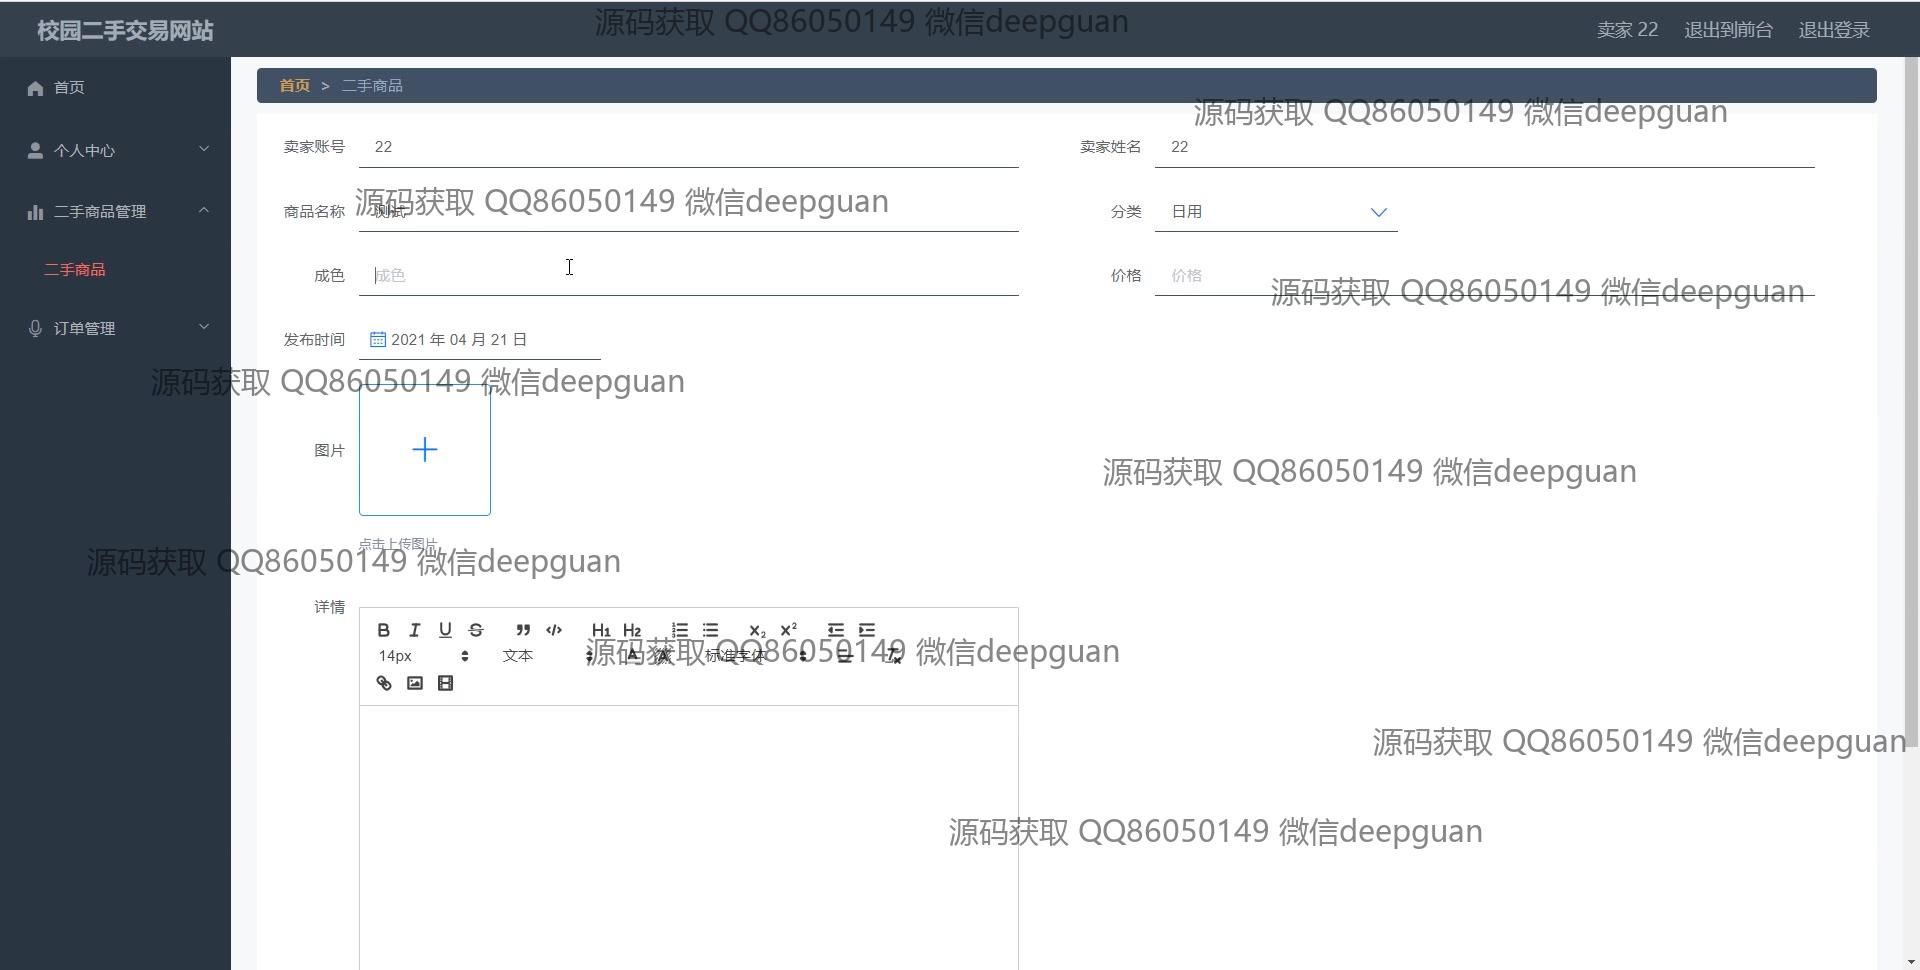 校园二手交易网站
源码获取 QQ86050149 微信deepguan
卖家 22
退出到前台
退出登录
首页
个人中心
二手商品管理
二手商品
订单管理
首页 > 二手商品
源码获取 QQ86050149 微信deepguan
卖家账号 22
卖家姓名 22
源码获取 QQ86050149 微信deepguan
商品名称 测试
分类 日用
成色 成色
价格 价格
源码获取 QQ86050149 微信deepguan
发布时间 2021 年 04 月 21 日
源码获取 QQ86050149 微信deepguan
图片
源码获取 QQ86050149 微信deepguan
点击上传图片
源码获取 QQ86050149 微信deepguan
详情
B I U S H1 H2 X2 X2
14px 文本 A A 标准字体
源码获取 QQ86050149 微信deepguan
源码获取 QQ86050149 微信deepguan
源码获取 QQ86050149 微信deepguan